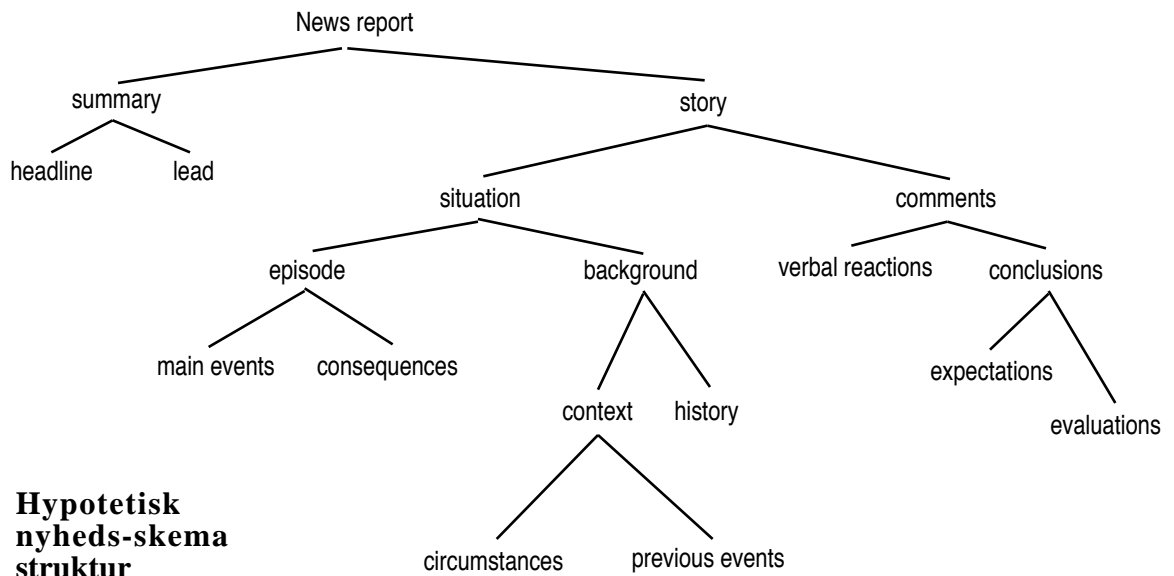 News report
summary
story
headline
lead
situation
comments
episode
background
verbal reactions
conclusions
main events
consequences
expectations
context
history
evaluations
Hypotetisk
nyheds-skema
struktur
circumstances
previous events